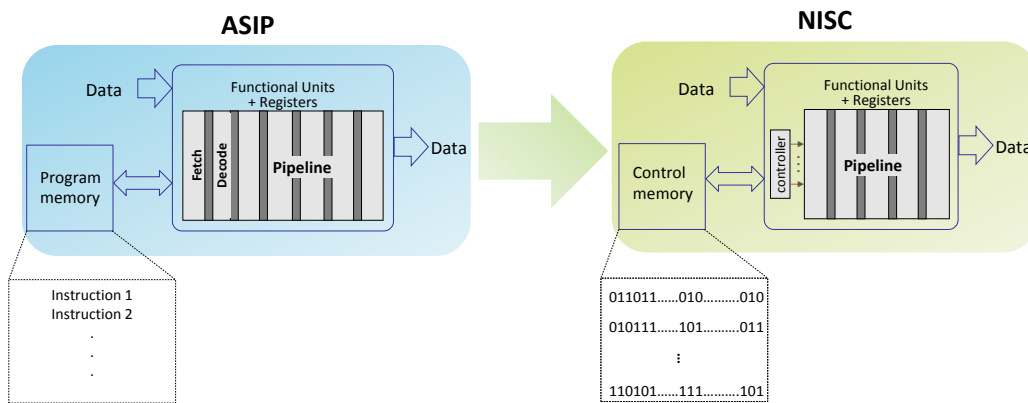 ASIP
Data
Functional Units
+ Registers
Fetch
Decode
Pipeline
Data
Program
memory
Instruction 1
Instruction 2
.
.
.
NISC
Data
Functional Units
+ Registers
controller
Pipeline
Data
Control
memory
011011......010..........010
010111......101..........011
⋮
110101......111..........101